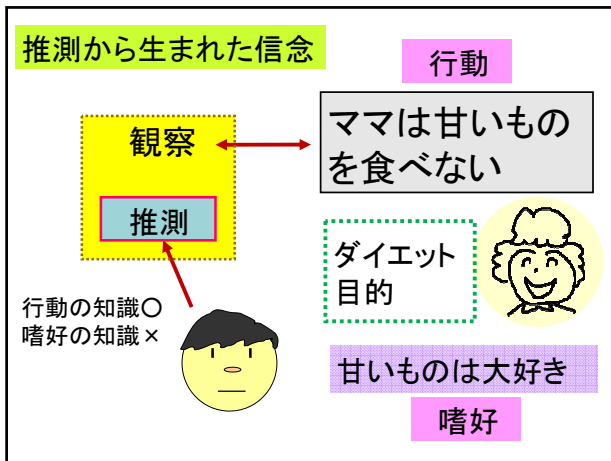 推測から生まれた信念
行動
観察
ママは甘いもの
を食べない
推測
ダイエット
目的
行動の知識〇
嗜好の知識×
甘いものは大好き
嗜好